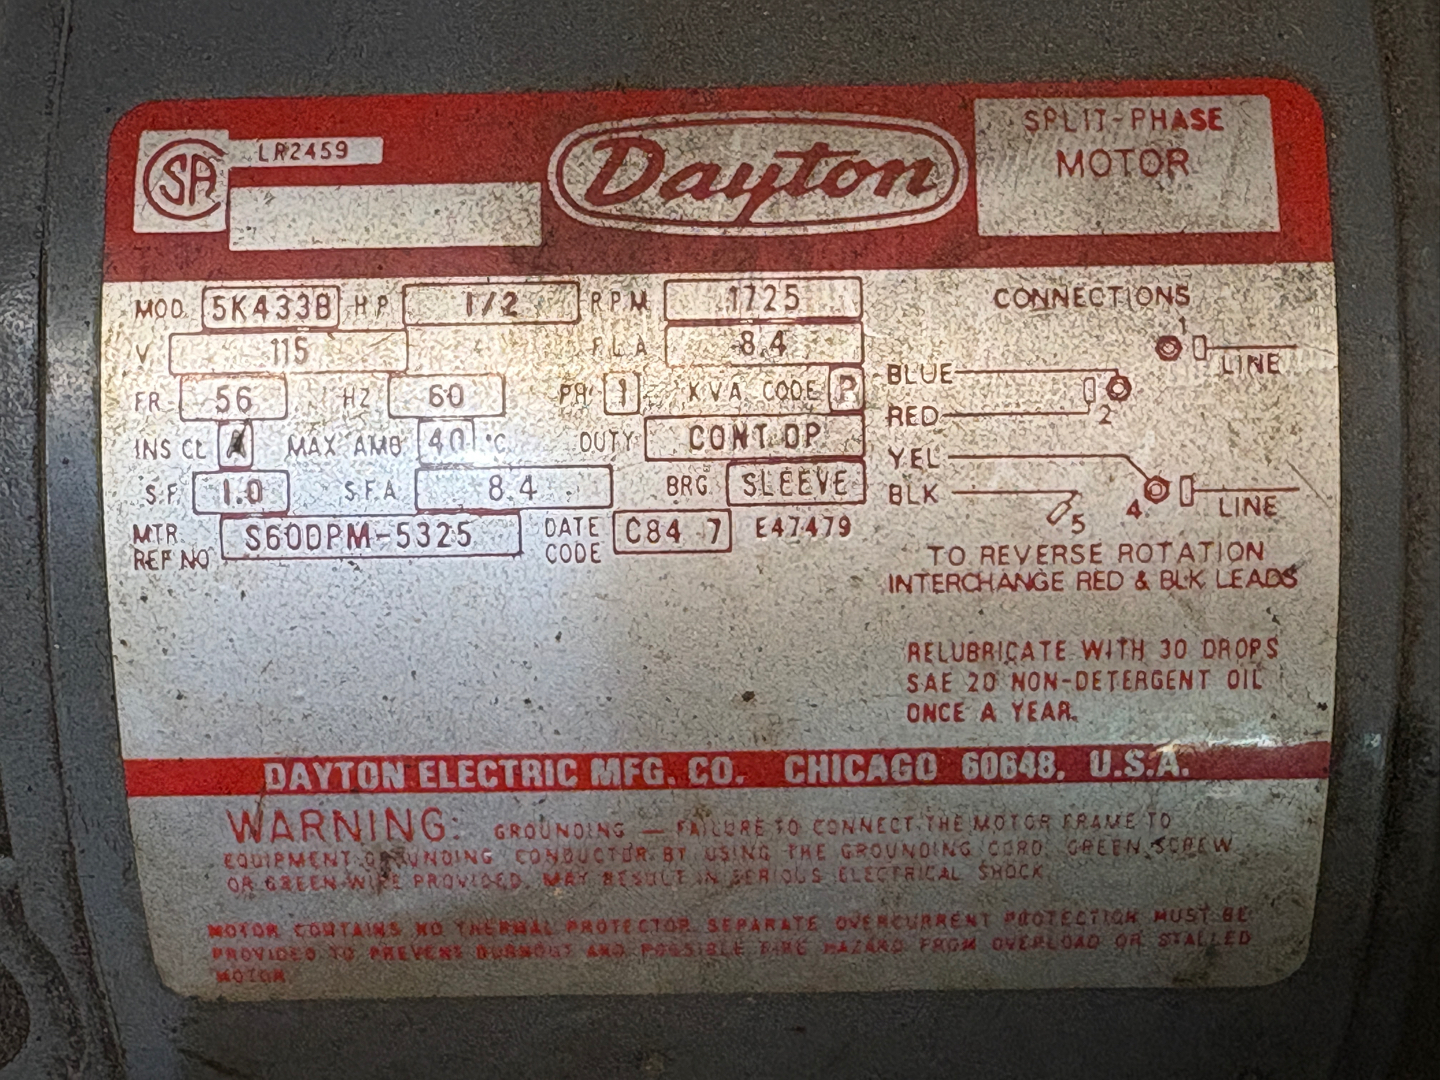 SA
LR2459
Dayton
SPLIT-PHASE
MOTOR
MOD. 5K433B HP 1/2 RPM 1725
V 115 FLA 8.4
FR 56 HZ 60 PH 1 KVA CODE P
INS CL A MAX AMB 40 °C DUTY CONT OP
S.F. 1.0 S.F.A. 8.4 BRG SLEEVE
MTR. REF NO S60DPM-5325 DATE CODE C84 7 E47479
CONNECTIONS
1
LINE
BLUE
RED
2
YEL
BLK
5
4
LINE
TO REVERSE ROTATION
INTERCHANGE RED & BLK LEADS
RELUBRICATE WITH 30 DROPS
SAE 20 NON-DETERGENT OIL
ONCE A YEAR.
DAYTON ELECTRIC MFG. CO. CHICAGO 60648, U.S.A.
WARNING: GROUNDING — FAILURE TO CONNECT THE MOTOR FRAME TO
EQUIPMENT GROUNDING CONDUCTOR BY USING THE GROUNDING CORD, GREEN SCREW
OR GREEN WIRE PROVIDED, MAY RESULT IN SERIOUS ELECTRICAL SHOCK.
MOTOR CONTAINS NO THERMAL PROTECTOR. SEPARATE OVERCURRENT PROTECTION MUST BE
PROVIDED TO PREVENT BURNOUT AND POSSIBLE FIRE HAZARD FROM OVERLOAD OR STALLED
MOTOR